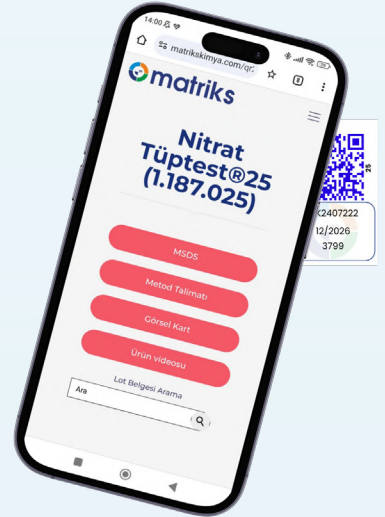 14:00
matrikskimya.com/qr
matriks
Nitrat
Tüptest®25
(1.187.025)
MSDS
Metod Talimatı
Görsel Kart
Ürün videosu
Lot Belgesi Arama
Ara
25
K2407222
12/2026
3799